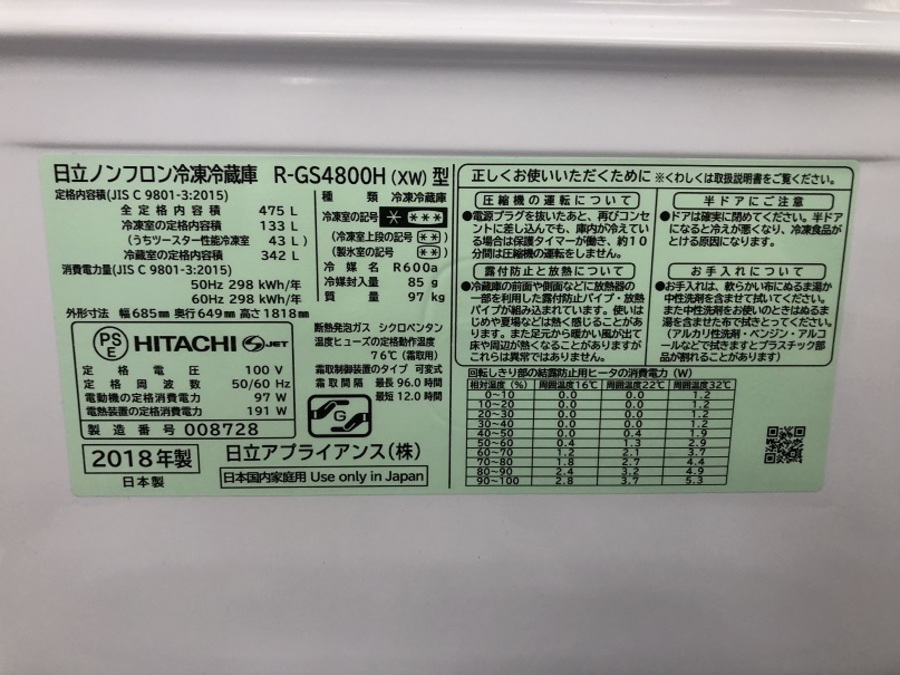 日立ノンフロン冷凍冷蔵庫 R-GS4800H (XW) 型
定格内容積(JIS C 9801-3:2015)
全定格内容積 475 L
冷凍室の定格内容積 133 L
(うちツースター性能冷凍室 43 L)
冷蔵室の定格内容積 342 L
消費電力量(JIS C 9801-3:2015)
50Hz 298 kWh/年
60Hz 298 kWh/年
外形寸法 幅 685mm 奥行 649mm 高さ 1818mm
種類 冷凍冷蔵庫
冷凍室の記号 * ***
(冷凍室上段の記号 **)
(製氷室の記号 **)
冷媒名 R600a
冷媒封入量 85 g
質量 97 kg
断熱発泡ガス シクロペンタン
温度ヒューズの定格動作温度
76℃(霜取用)
霜取制御装置のタイプ 可変式
霜取間隔 最長 96.0時間
最短 12.0時間
PS
E
HITACHI S JET
定格電圧 100 V
定格周波数 50/60 Hz
電動機の定格消費電力 97 W
電熱装置の定格消費電力 191 W
製造番号 008728
G
2018年製
日本製
日立アプライアンス(株)
日本国内家庭用 Use only in Japan
正しくお使いいただくために ※くわしくは取扱説明書をご覧ください。
圧縮機の運転について
●電源プラグを抜いたあと、再びコンセ
ントに差し込んでも、庫内が冷えてい
る場合は保護タイマーが働き、約10
分間は圧縮機の運転をしません。
露付防止と放熱について
●冷蔵庫の前面や側面などに放熱器の
一部を利用した露付防止パイプ・放熱
パイプが組み込まれています。使いは
じめや夏場などは熱く感じることがあり
ます。また足元から暖かい風が出て
床や外が熱くなることがありますが
これらは異常ではありません。
半ドアにご注意
●ドアは確実に閉めてください。半ドア
になると冷えが悪くなり、冷凍食品が
とける原因になります。
お手入れについて
●お手入れは、軟らかい布にぬるま湯か
中性洗剤を含ませて拭いてください。
また中性洗剤をお使いのときはぬるま
湯を含ませた布で拭きとってください。
(アルカリ性洗剤・ベンジン・アルコ
ールなどで拭きますとプラスチック部
品が割れることがあります)
回転しきり部の結露防止用ヒータの消費電力(W)
相対湿度(%) 周囲温度16℃ 周囲温度22℃ 周囲温度32℃
0~10 0.0 0.0 1.2
10~20 0.0 0.0 1.2
20~30 0.0 0.0 1.2
30~40 0.0 0.0 1.2
40~50 0.0 0.4 1.9
50~60 0.4 1.3 2.9
60~70 1.2 2.1 3.7
70~80 1.8 2.7 4.4
80~90 2.4 3.2 4.9
90~100 2.8 3.7 5.3